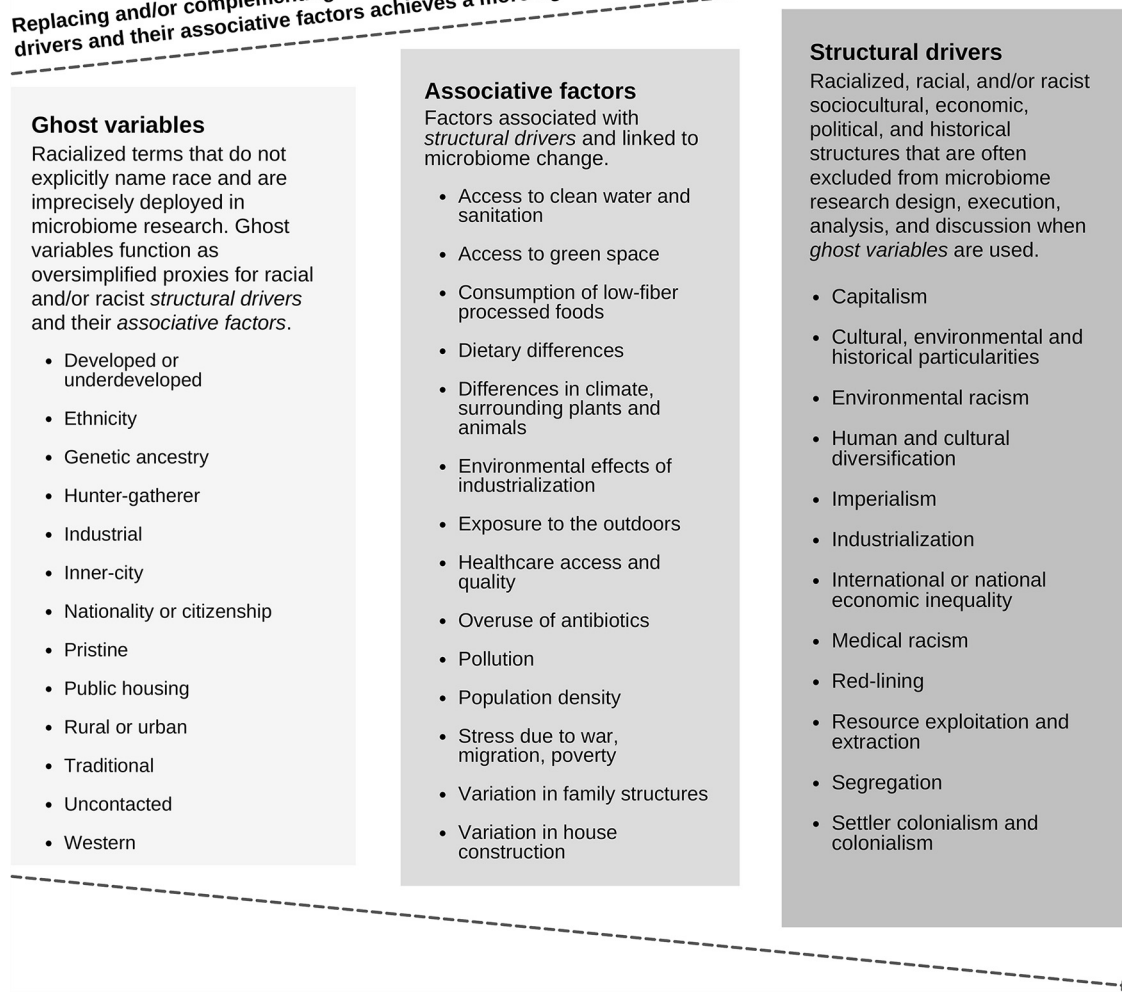 Replacing and/or
drivers and their associative factors achieves a
Ghost variables
Racialized terms that do not
explicitly name race and are
imprecisely deployed in
microbiome research. Ghost
variables function as
oversimplified proxies for racial
and/or racist structural drivers
and their associative factors.
• Developed or
underdeveloped
• Ethnicity
• Genetic ancestry
• Hunter-gatherer
• Industrial
• Inner-city
• Nationality or citizenship
• Pristine
• Public housing
• Rural or urban
• Traditional
• Uncontacted
• Western
Associative factors
Factors associated with
structural drivers and linked to
microbiome change.
• Access to clean water and
sanitation
• Access to green space
• Consumption of low-fiber
processed foods
• Dietary differences
• Differences in climate,
surrounding plants and
animals
• Environmental effects of
industrialization
• Exposure to the outdoors
• Healthcare access and
quality
• Overuse of antibiotics
• Pollution
• Population density
• Stress due to war,
migration, poverty
• Variation in family structures
• Variation in house
construction
Structural drivers
Racialized, racial, and/or racist
sociocultural, economic,
political, and historical
structures that are often
excluded from microbiome
research design, execution,
analysis, and discussion when
ghost variables are used.
• Capitalism
• Cultural, environmental and
historical particularities
• Environmental racism
• Human and cultural
diversification
• Imperialism
• Industrialization
• International or national
economic inequality
• Medical racism
• Red-lining
• Resource exploitation and
extraction
• Segregation
• Settler colonialism and
colonialism